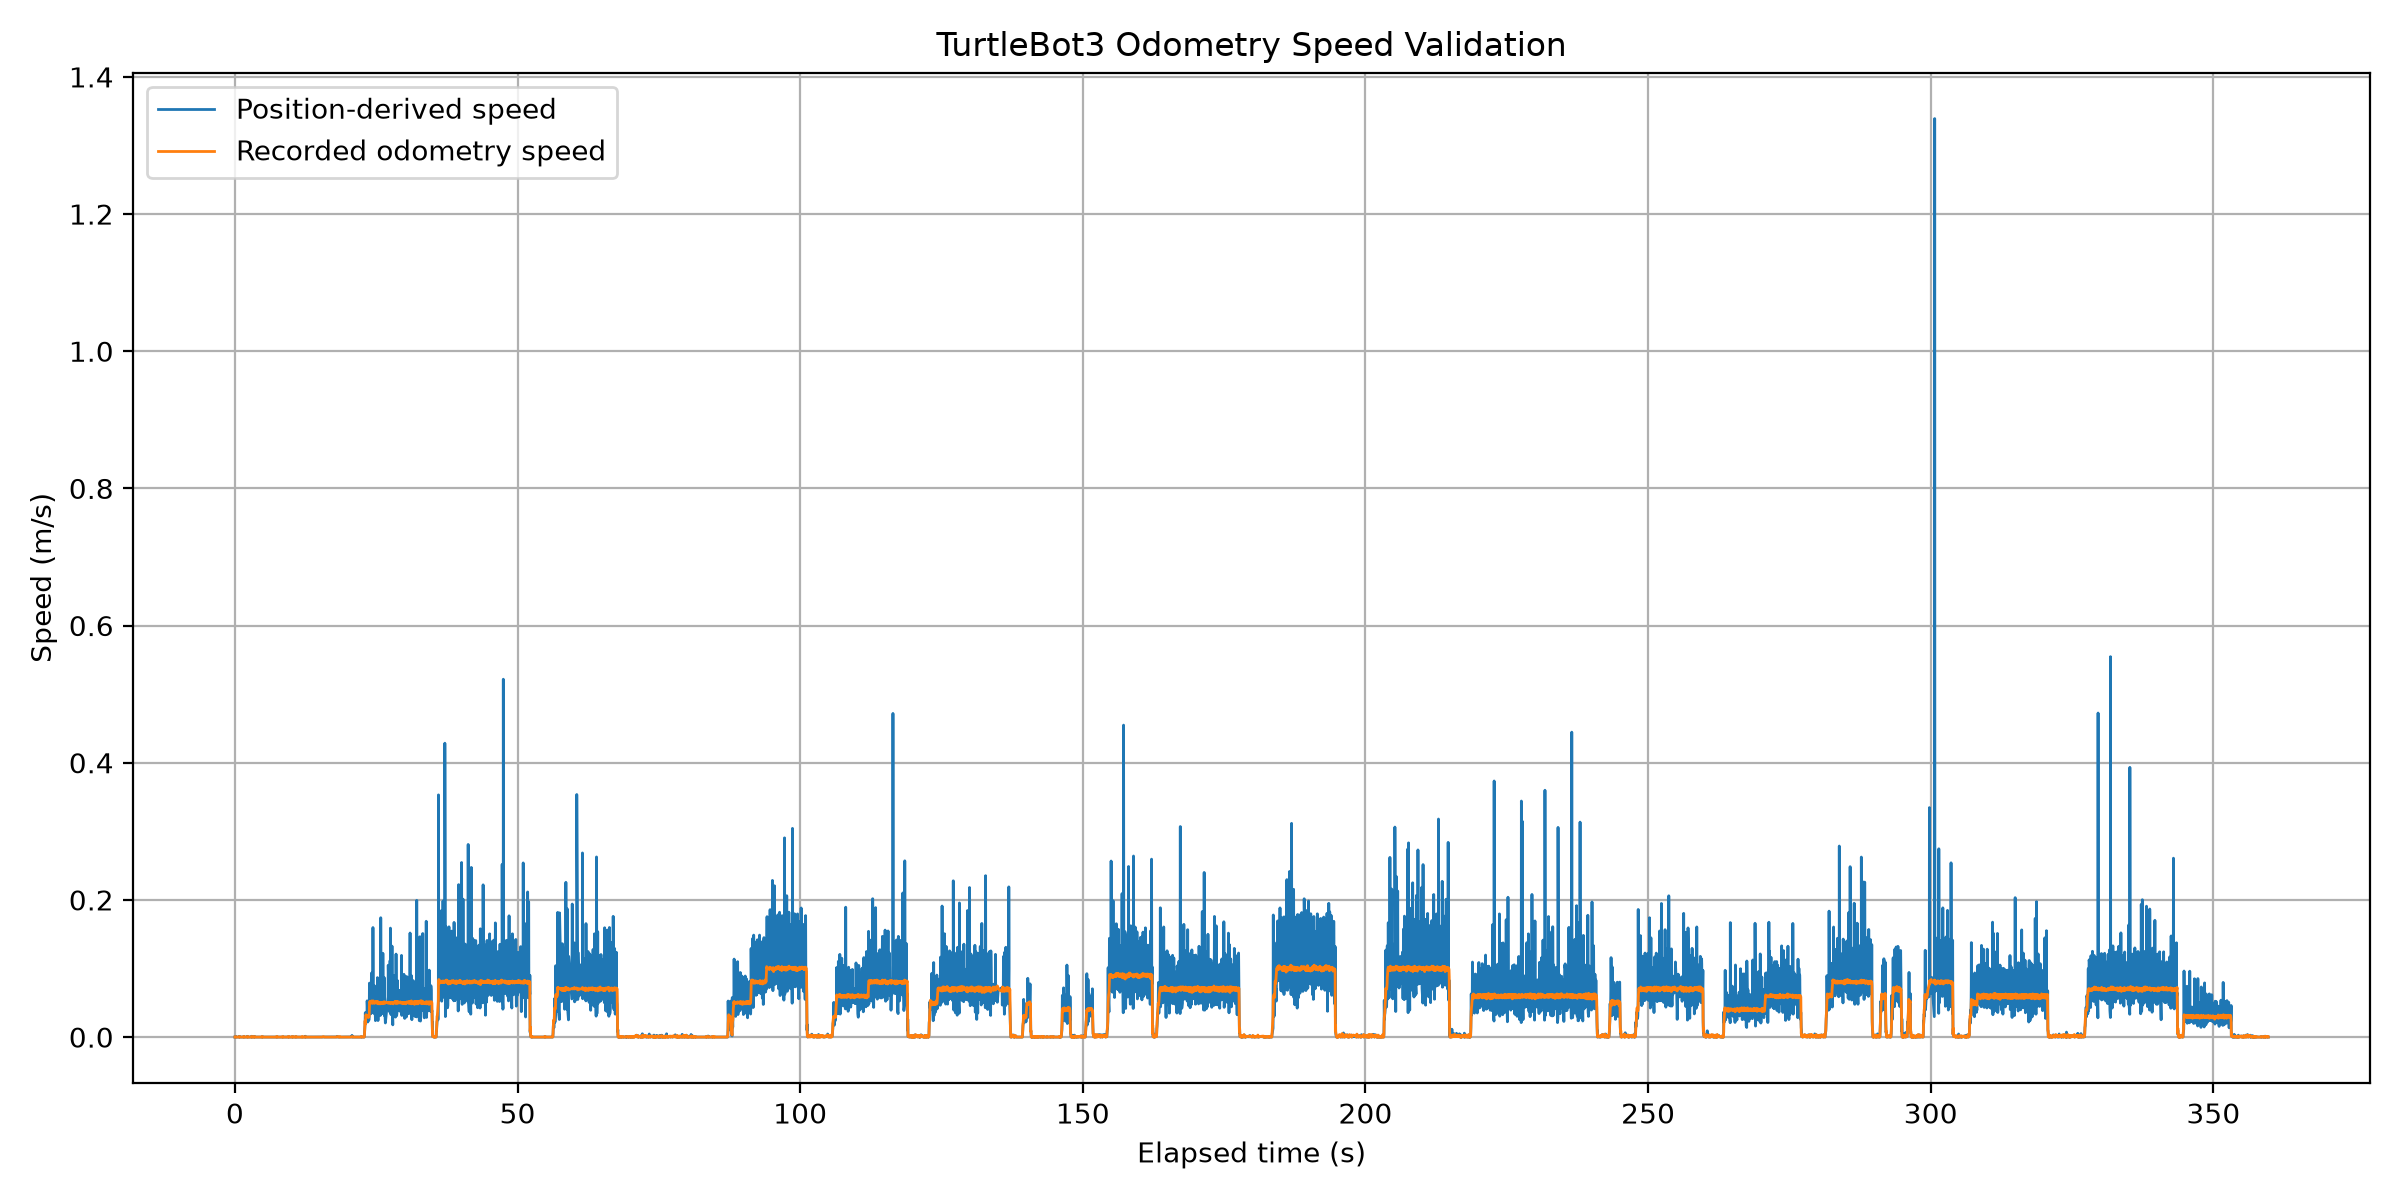 TurtleBot3 Odometry Speed Validation
Position-derived speed
Recorded odometry speed
1.4
1.2
1.0
0.8
0.6
0.4
0.2
0.0
Speed (m/s)
0 50 100 150 200 250 300 350
Elapsed time (s)